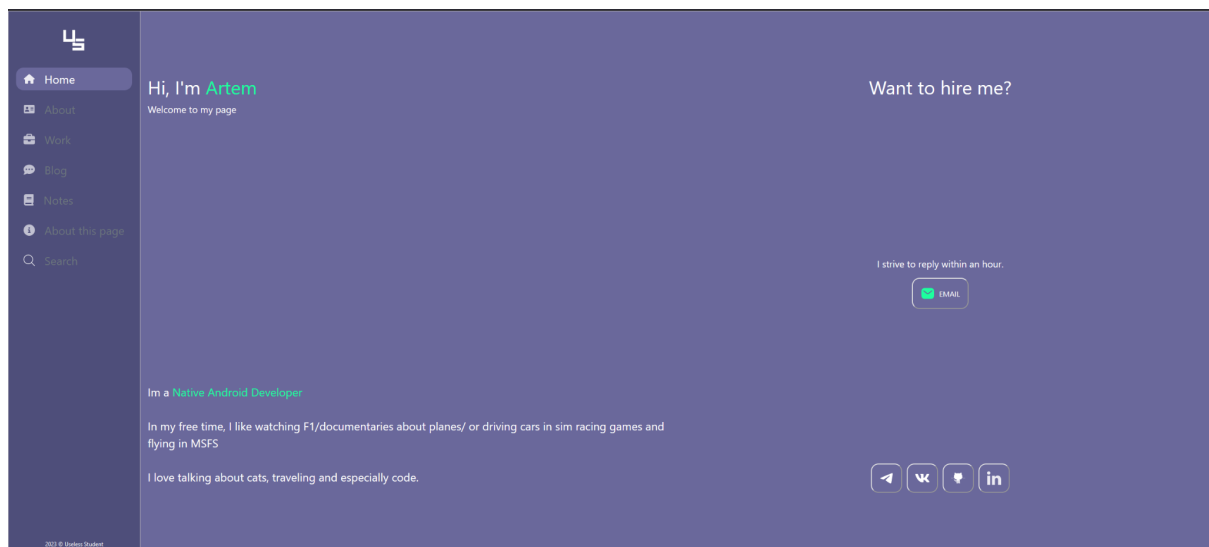 US
Home
About
Work
Blog
Notes
About this page
Search
2023 © Useless Student
Hi, I'm Artem
Welcome to my page
Im a Native Android Developer
In my free time, I like watching F1/documentaries about planes/ or driving cars in sim racing games and
flying in MSFS
I love talking about cats, traveling and especially code.
Want to hire me?
I strive to reply within an hour.
EMAIL
in